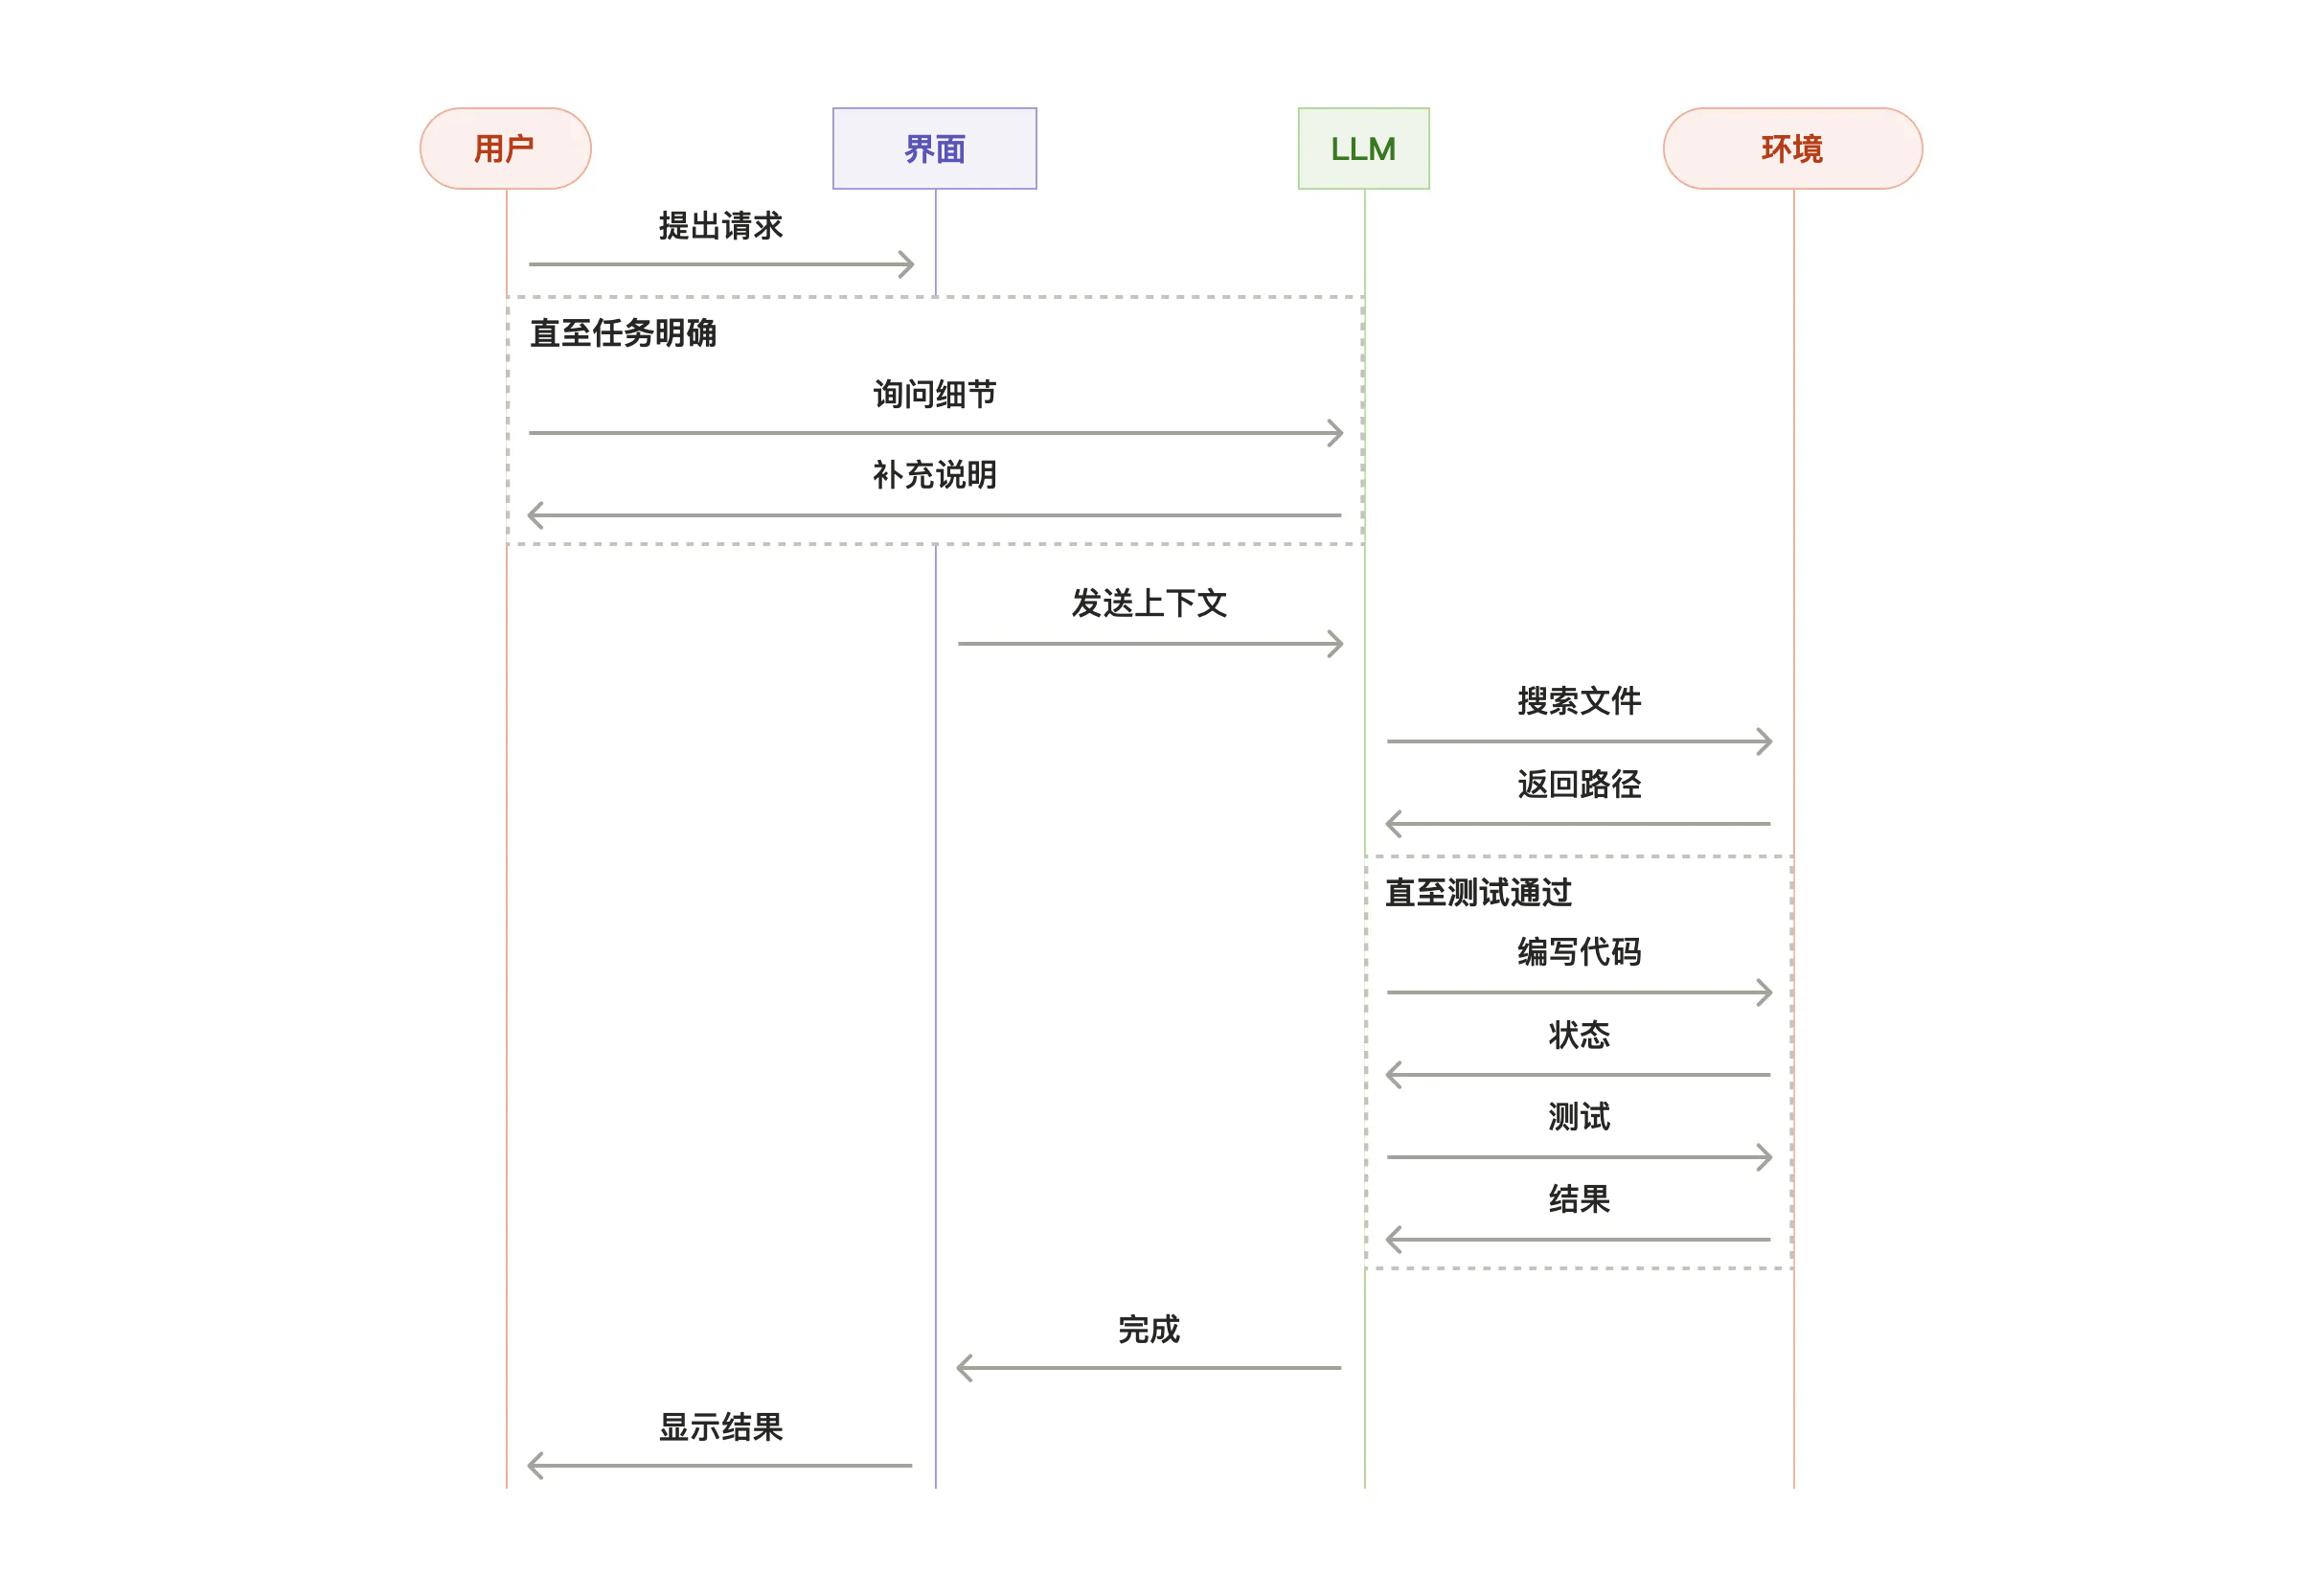 用户
界面
LLM
环境
提出请求
直至任务明确
询问细节
补充说明
发送上下文
搜索文件
返回路径
直至测试通过
编写代码
状态
测试
结果
完成
显示结果